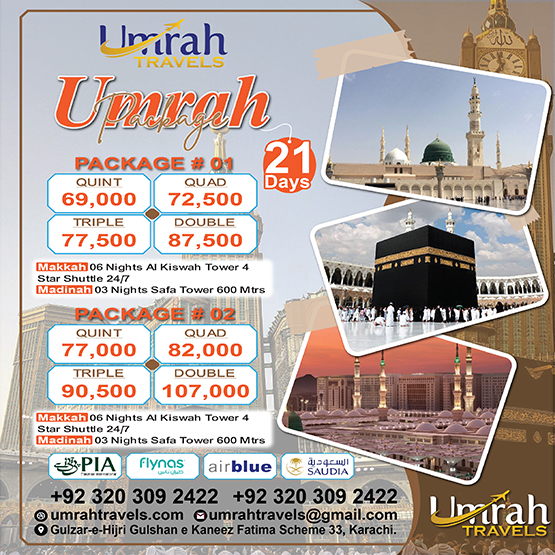 Umrah
TRAVELS
Umrah
Package
21
Days
PACKAGE # 01
QUINT QUAD
69,000 72,500
TRIPLE DOUBLE
77,500 87,500
Makkah 06 Nights Al Kiswah Tower 4
Star Shuttle 24/7
Madinah 03 Nights Safa Tower 600 Mtrs
PACKAGE # 02
QUINT QUAD
77,000 82,000
TRIPLE DOUBLE
90,500 107,000
Makkah 06 Nights Al Kiswah Tower 4
Star Shuttle 24/7
Madinah 03 Nights Safa Tower 600 Mtrs
PIA flynas airblue السعودية
SAUDIA
+92 320 309 2422 +92 320 309 2422
umrahtravels.com umrahtravels@gmail.com
Gulzar-e-Hijri Gulshan e Kaneez Fatima Scheme 33, Karachi.
Umrah
TRAVELS